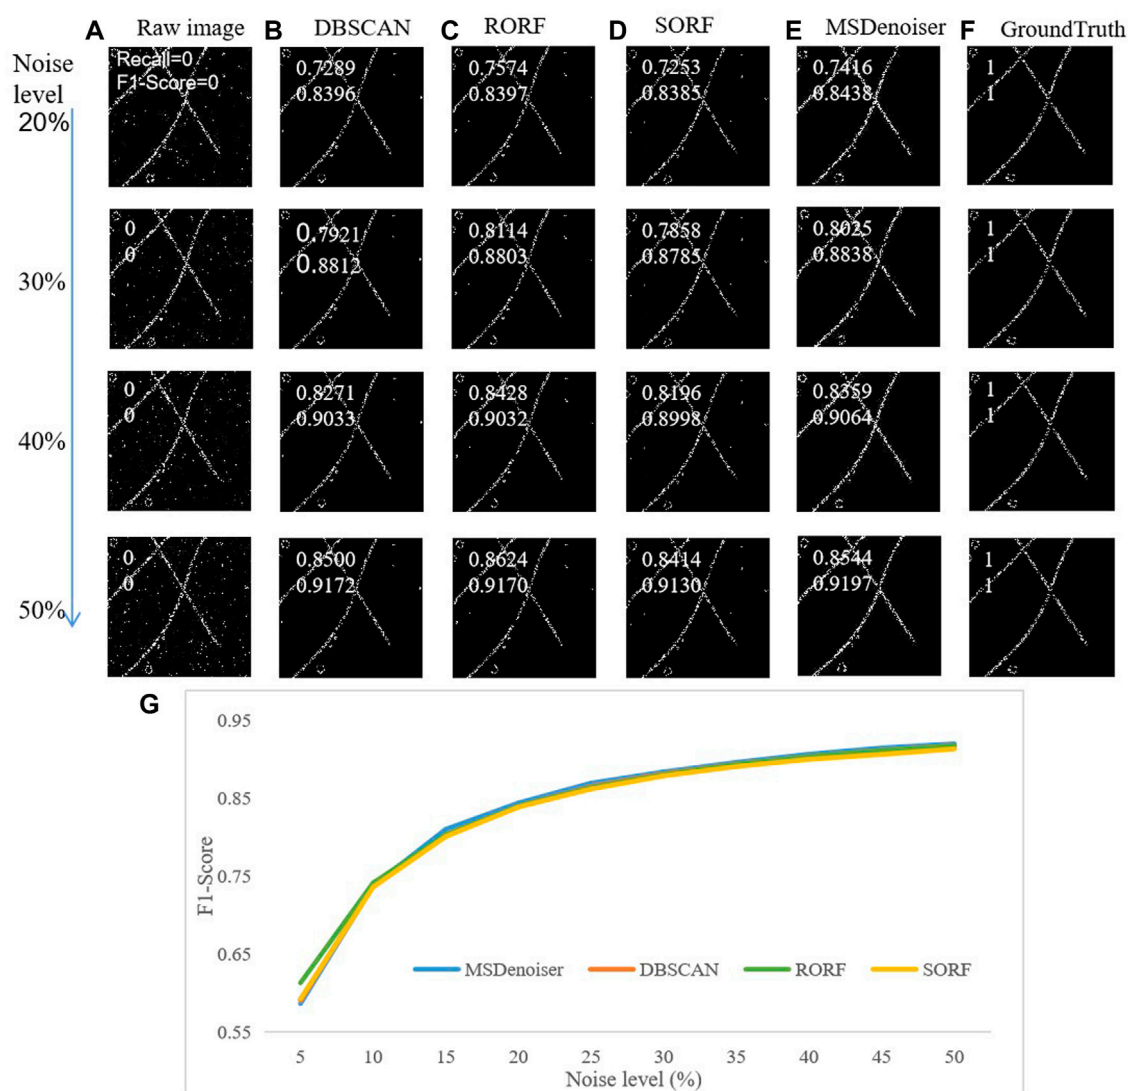 A Raw image B DBSCAN C RORF D SORF E MSDenoiser F GroundTruth
Noise
level
20%
Recall=0 0.7289 0.7574 0.7253 0.7416 1
F1-Score=0 0.8396 0.8397 0.8385 0.8438 1
30%
0 0.7921 0.8114 0.7858 0.8025 1
0 0.8812 0.8803 0.8785 0.8838 1
40%
0 0.8271 0.8428 0.8196 0.8359 1
0 0.9033 0.9032 0.8998 0.9064 1
50%
0 0.8500 0.8624 0.8414 0.8544 1
0 0.9172 0.9170 0.9130 0.9197 1
G
0.95
0.85
0.75
0.65
0.55
F1-Score
MSDenoiser DBSCAN RORF SORF
5 10 15 20 25 30 35 40 45 50
Noise level (%)